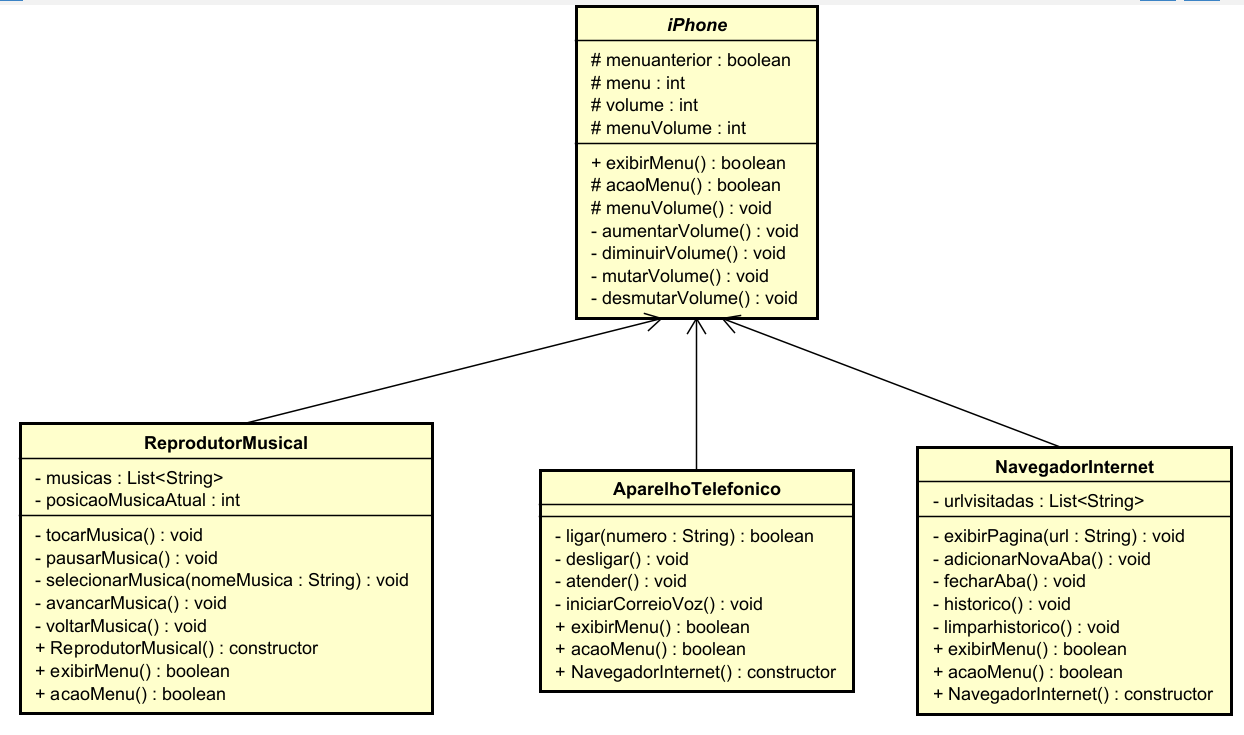 iPhone
# menuanterior : boolean
# menu : int
# volume : int
# menuVolume : int
+ exibirMenu() : boolean
# acaoMenu() : boolean
# menuVolume() : void
- aumentarVolume() : void
- diminuirVolume() : void
- mutarVolume() : void
- desmutarVolume() : void
ReprodutorMusical
- musicas : List<String>
- posicaoMusicaAtual : int
- tocarMusica() : void
- pausarMusica() : void
- selecionarMusica(nomeMusica : String) : void
- avancarMusica() : void
- voltarMusica() : void
+ ReprodutorMusical() : constructor
+ exibirMenu() : boolean
+ acaoMenu() : boolean
AparelhoTelefonico
- ligar(numero : String) : boolean
- desligar() : void
- atender() : void
- iniciarCorreioVoz() : void
+ exibirMenu() : boolean
+ acaoMenu() : boolean
+ NavegadorInternet() : constructor
NavegadorInternet
- urlvisitadas : List<String>
- exibirPagina(url : String) : void
- adicionarNovaAba() : void
- fecharAba() : void
- historico() : void
- limparhistorico() : void
+ exibirMenu() : boolean
+ acaoMenu() : boolean
+ NavegadorInternet() : constructor